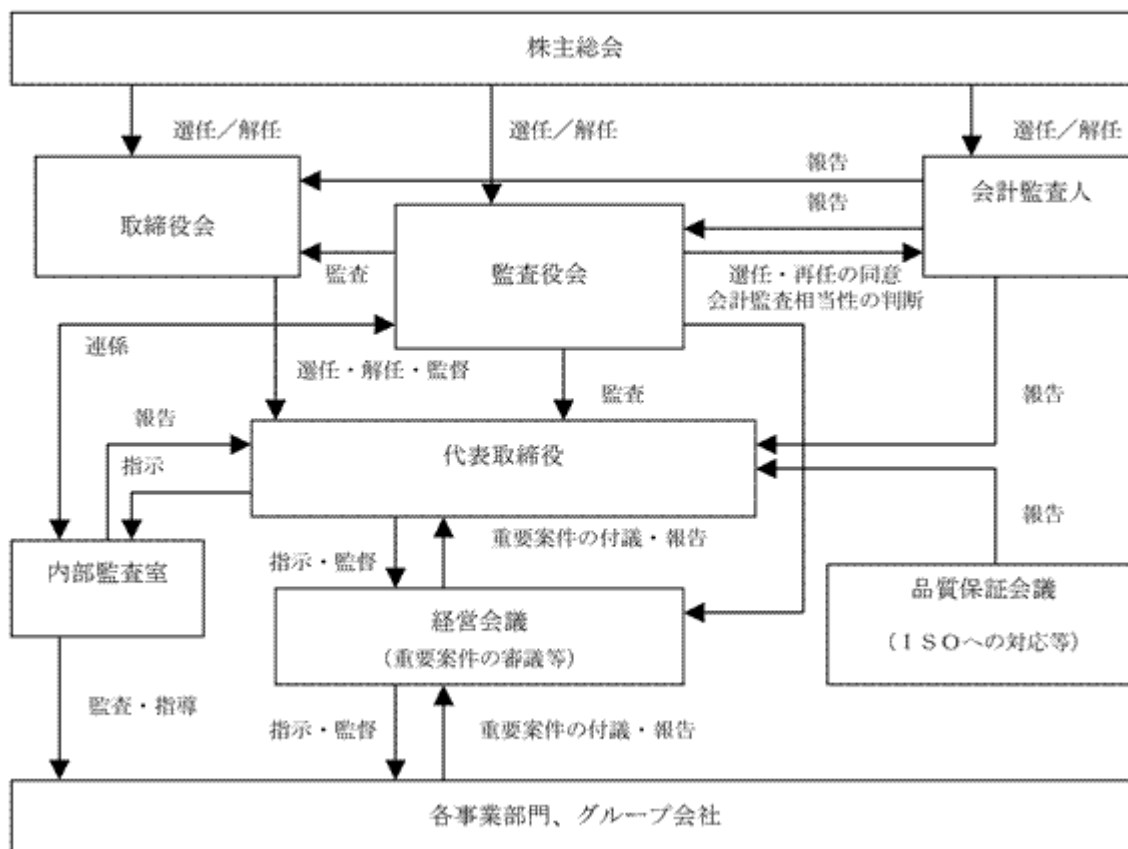 株主総会
選任／解任
選任／解任
選任／解任
取締役会
報告
会計監査人
報告
監査役会
監査
選任・再任の同意
会計監査相当性の判断
連係
選任・解任・監督
監査
報告
報告
代表取締役
指示
報告
重要案件の付議・報告
指示・監督
内部監査室
経営会議
（重要案件の審議等）
品質保証会議
（ＩＳＯへの対応等）
監査・指導
指示・監督
重要案件の付議・報告
各事業部門、グループ会社